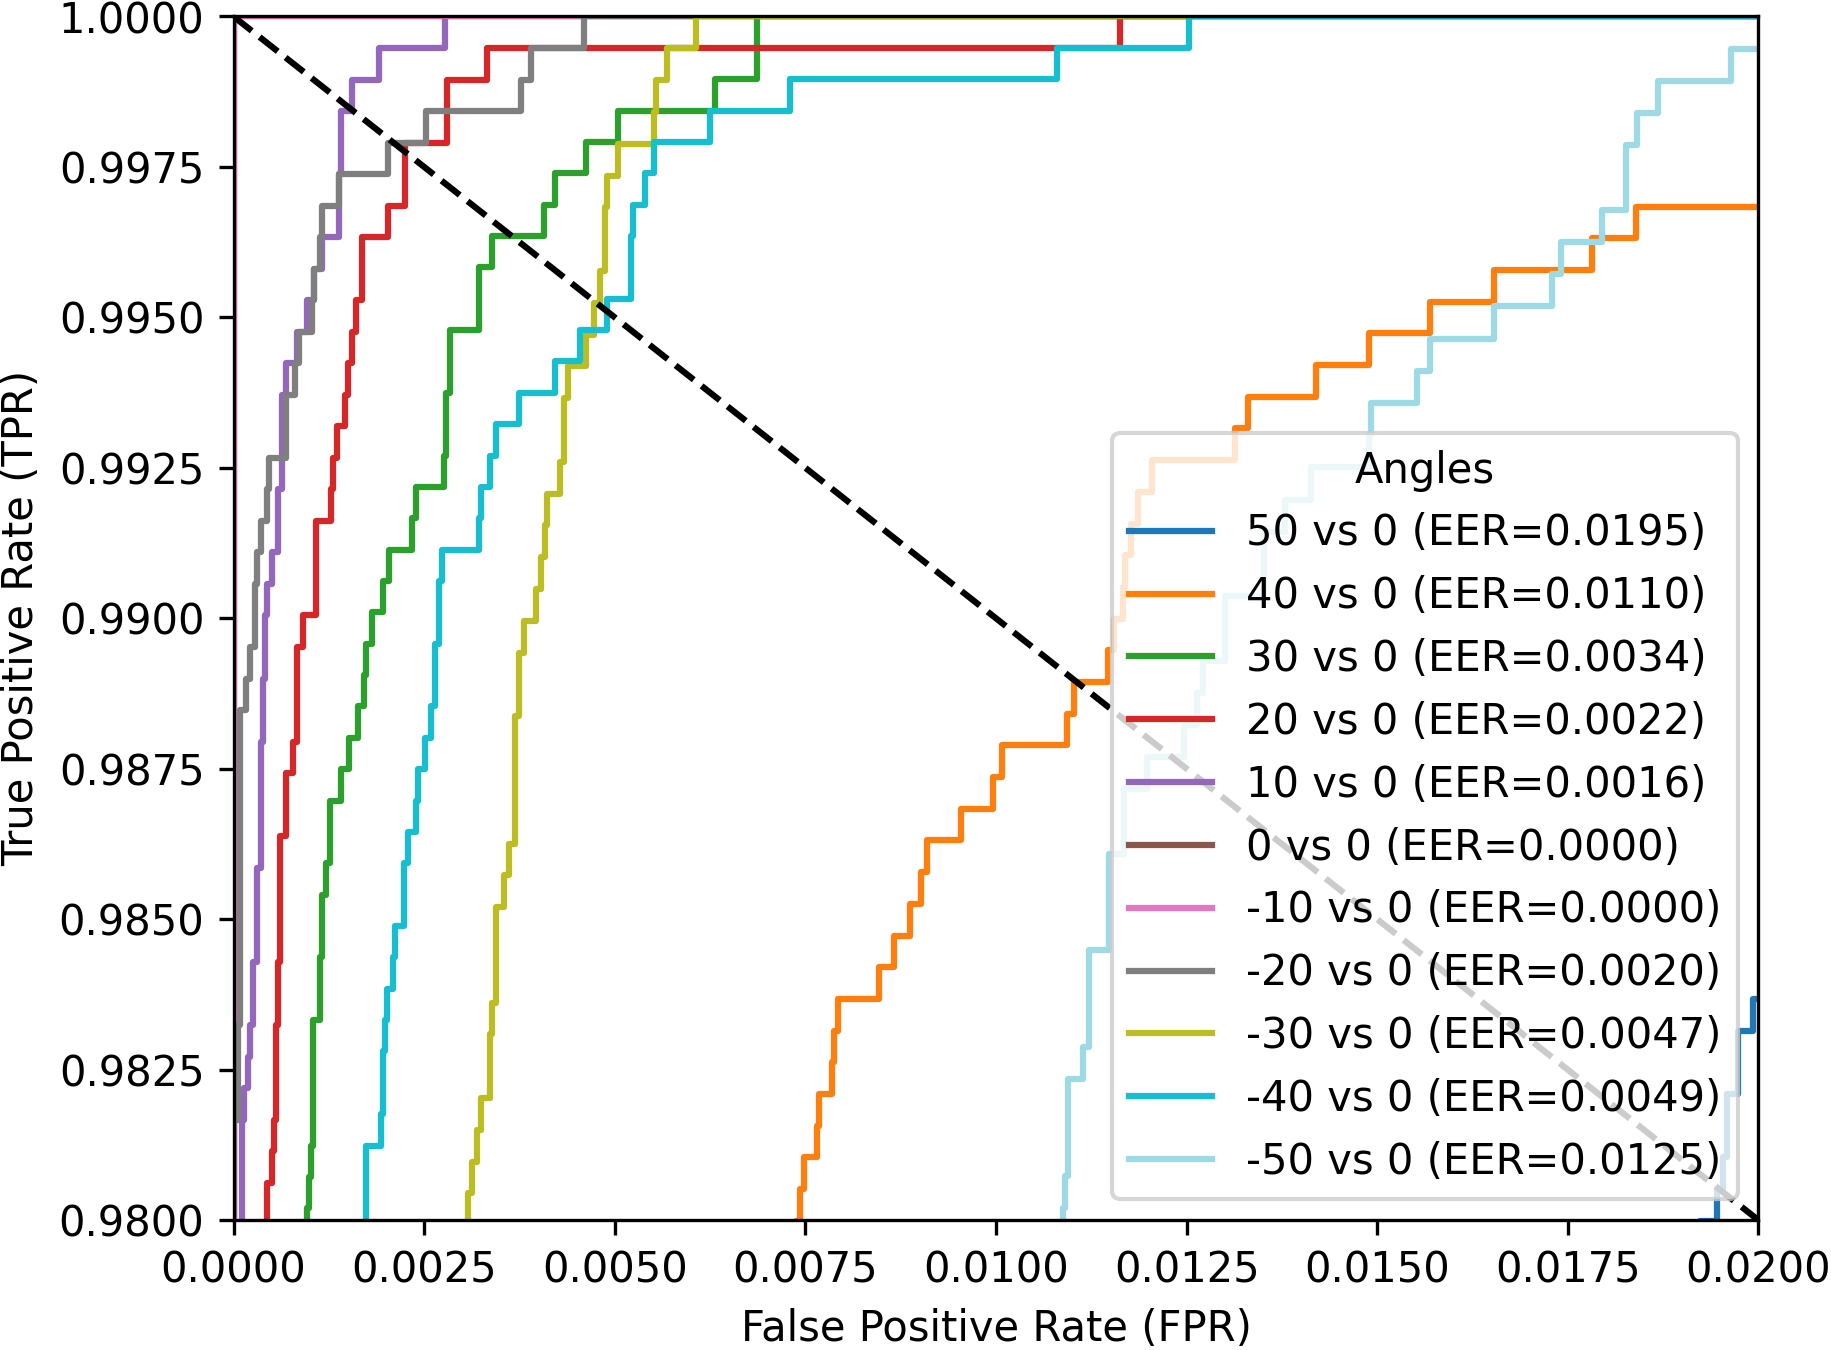 1.0000
0.9975
0.9950
0.9925
0.9900
0.9875
0.9850
0.9825
0.9800
True Positive Rate (TPR)
Angles
50 vs 0 (EER=0.0195)
40 vs 0 (EER=0.0110)
30 vs 0 (EER=0.0034)
20 vs 0 (EER=0.0022)
10 vs 0 (EER=0.0016)
0 vs 0 (EER=0.0000)
-10 vs 0 (EER=0.0000)
-20 vs 0 (EER=0.0020)
-30 vs 0 (EER=0.0047)
-40 vs 0 (EER=0.0049)
-50 vs 0 (EER=0.0125)
0.0000 0.0025 0.0050 0.0075 0.0100 0.0125 0.0150 0.0175 0.0200
False Positive Rate (FPR)